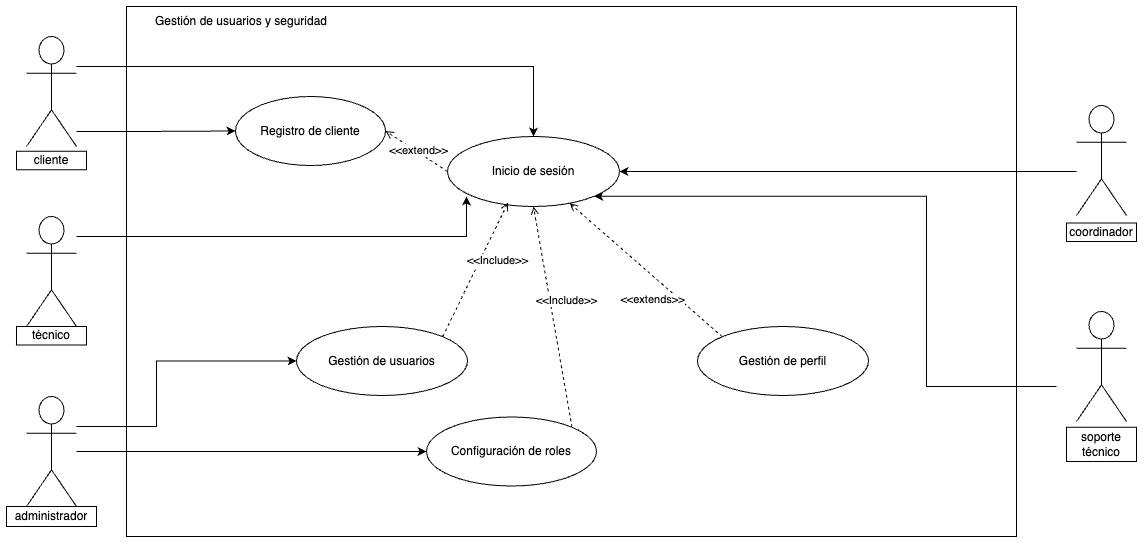 Gestión de usuarios y seguridad
cliente
Registro de cliente
<<extend>>
Inicio de sesión
coordinador
técnico
<<Include>>
<<Include>>
<<extends>>
Gestión de usuarios
Gestión de perfil
Configuración de roles
soporte
técnico
administrador